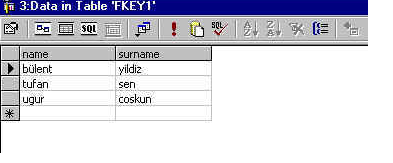 3:Data in Table 'FKEY1'
SQL SQL
name surname
bülent yildiz
tufan sen
ugur coskun